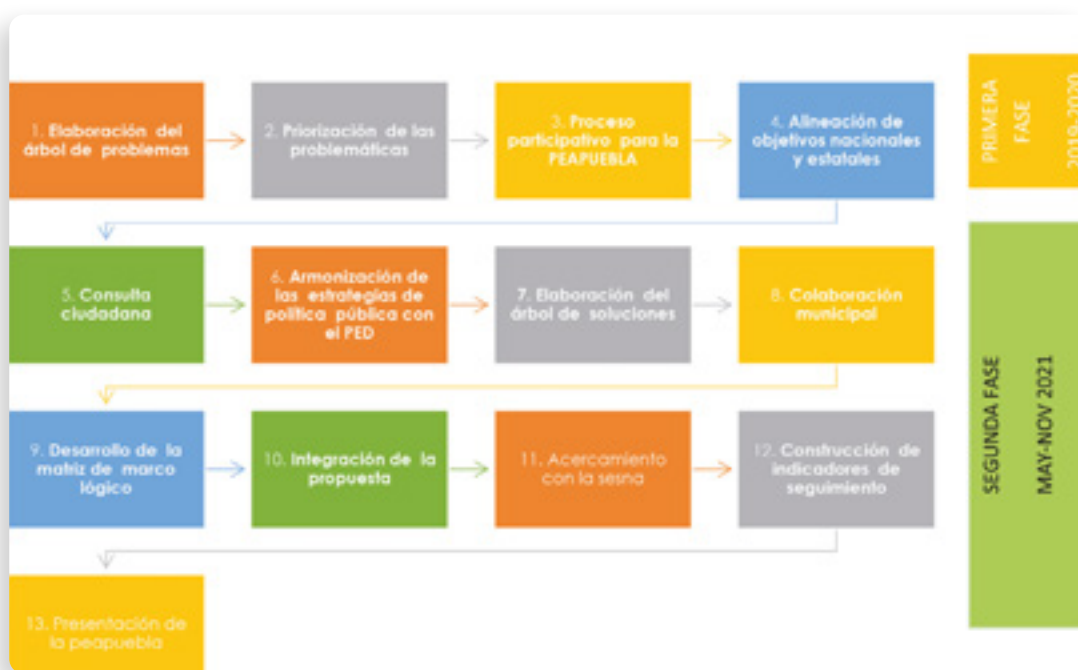 1. Elaboración del
árbol de problemas
2. Priorización de las
problemáticas
3. Proceso
participativo para la
PEAPUEBLA
4. Alineación de
objetivos nacionales
y estatales
PRIMERA
FASE
2019-2020
5. Consulta
ciudadana
6. Armonización de
las estrategias de
política pública con
el PED
7. Elaboración del
árbol de soluciones
8. Colaboración
municipal
SEGUNDA FASE
MAY-NOV 2021
9. Desarrollo de la
matriz de marco
lógico
10. Integración de la
propuesta
11. Acercamiento
con la sesna
12. Construcción de
indicadores de
seguimiento
13. Presentación de
la peapuebla